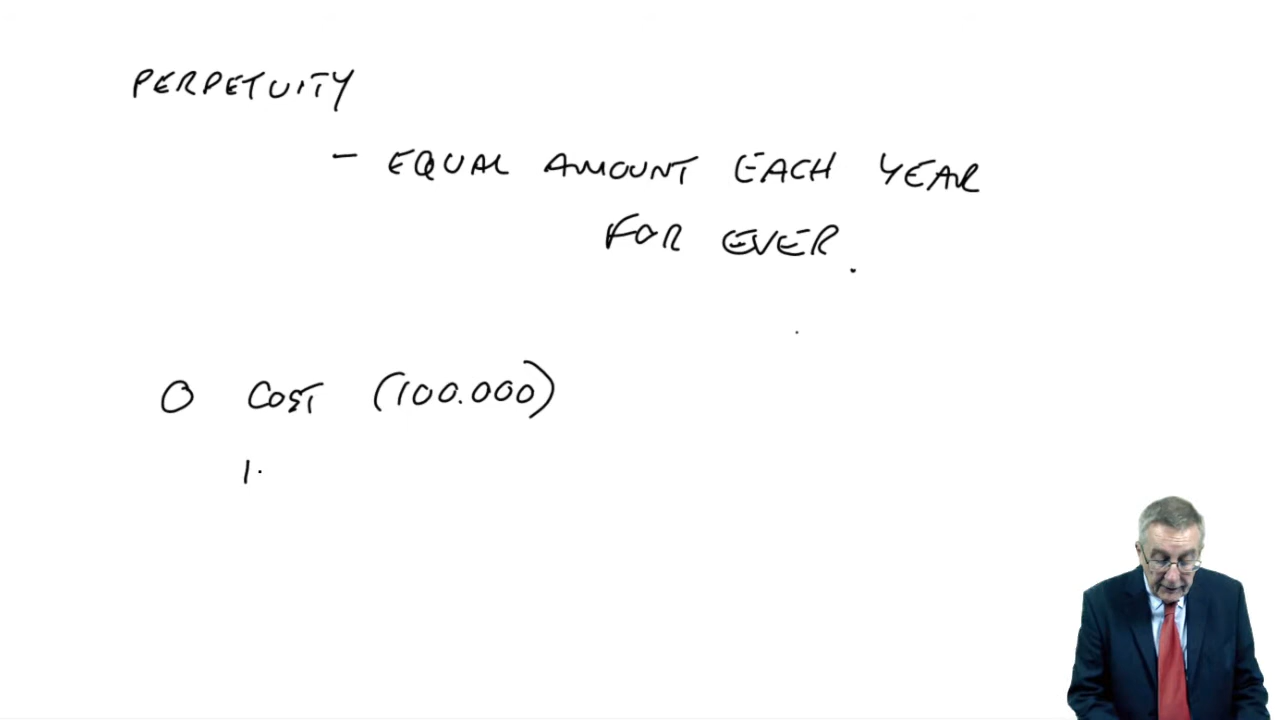 PERPETUITY
- EQUAL AMOUNT EACH YEAR
FOR EVER.
0 COST (100.000)
1.